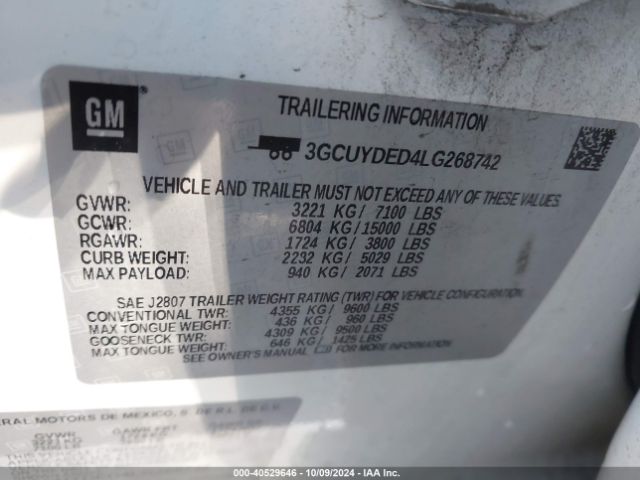 GM
TRAILERING INFORMATION
3GCUYDED4LG268742
VEHICLE AND TRAILER MUST NOT EXCEED ANY OF THESE VALUES
GVWR: 3221 KG/ 7100 LBS
GCWR: 6804 KG/15000 LBS
RGAWR: 1724 KG/ 3800 LBS
CURB WEIGHT: 2232 KG/ 5029 LBS
MAX PAYLOAD: 940 KG/ 2071 LBS
SAE J2807 TRAILER WEIGHT RATING (TWR) FOR VEHICLE CONFIGURATION.
CONVENTIONAL TWR: 4355 KG/ 9600 LBS
MAX TONGUE WEIGHT: 436 KG/ 960 LBS
GOOSENECK TWR: 4309 KG/ 9500 LBS
MAX TONGUE WEIGHT: 646 KG/ 1425 LBS
SEE OWNER'S MANUAL FOR MORE INFORMATION
ERAL MOTORS DE MEXICO, S. DE R.L. DE C.V.
GVWR GAWR FRT
000-40529646 - 10/09/2024 - IAA Inc.